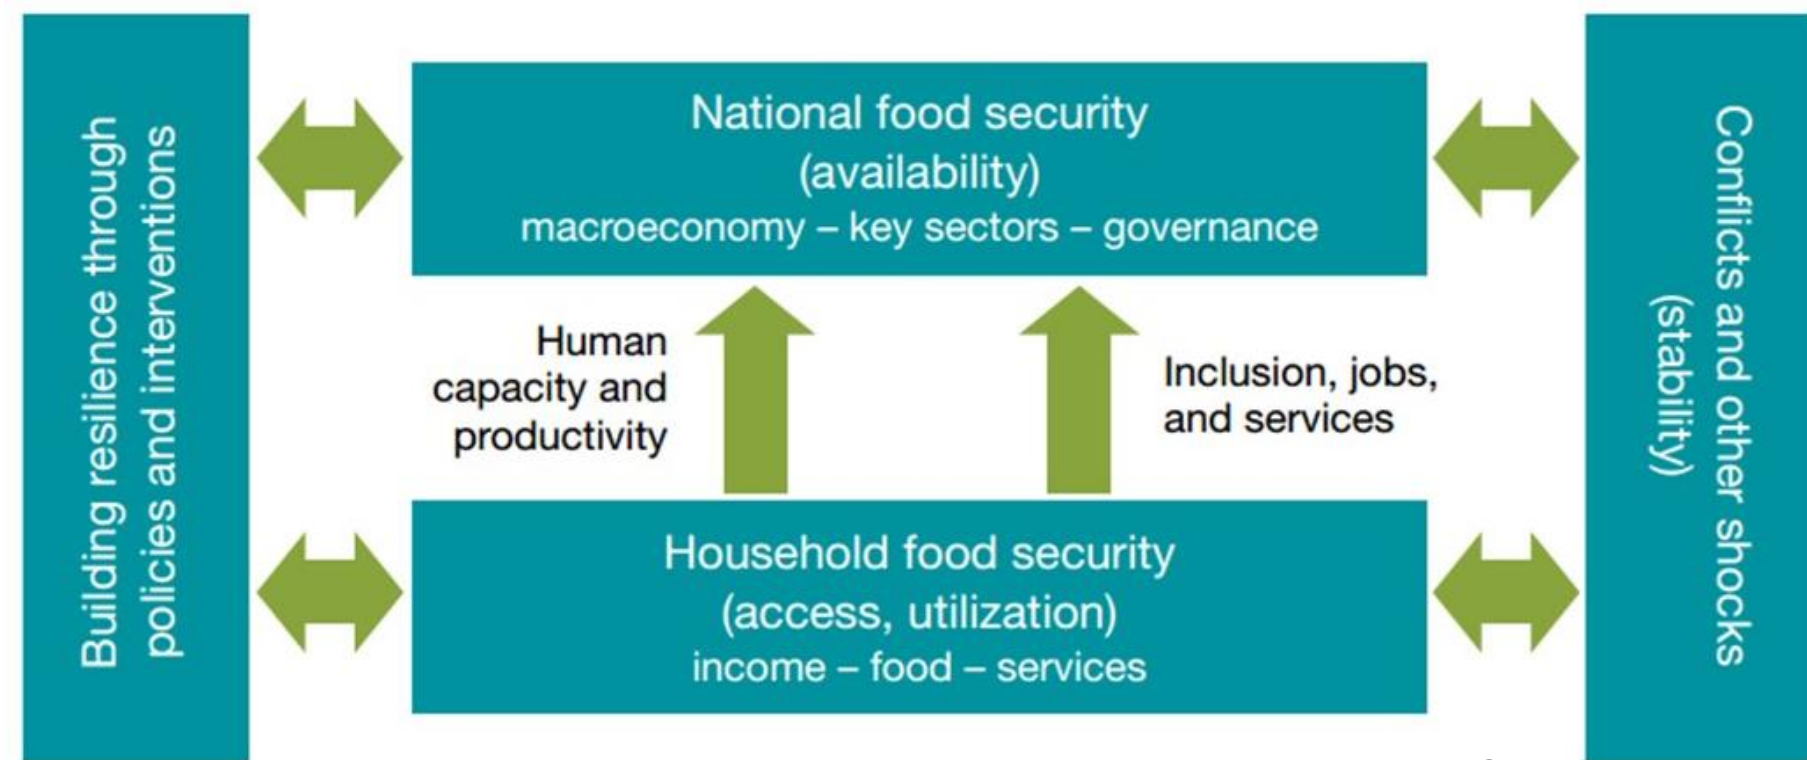 Building resilience through
policies and interventions
National food security
(availability)
macroeconomy – key sectors – governance
Human
capacity and
productivity
Inclusion, jobs,
and services
Household food security
(access, utilization)
income – food – services
Conflicts and other shocks
(stability)